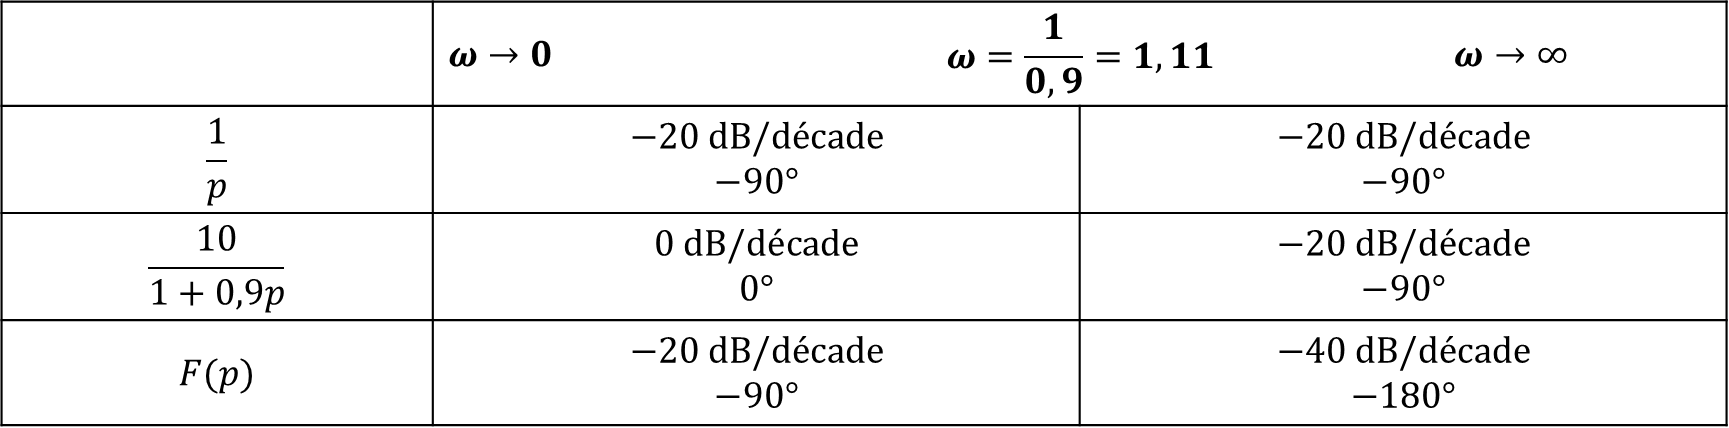 ω → 0    ω = 1/0,9 = 1,11    ω → ∞
1/p    −20 dB/décade    −20 dB/décade
−90°    −90°
10/(1 + 0,9p)    0 dB/décade    −20 dB/décade
0°    −90°
F(p)    −20 dB/décade    −40 dB/décade
−90°    −180°